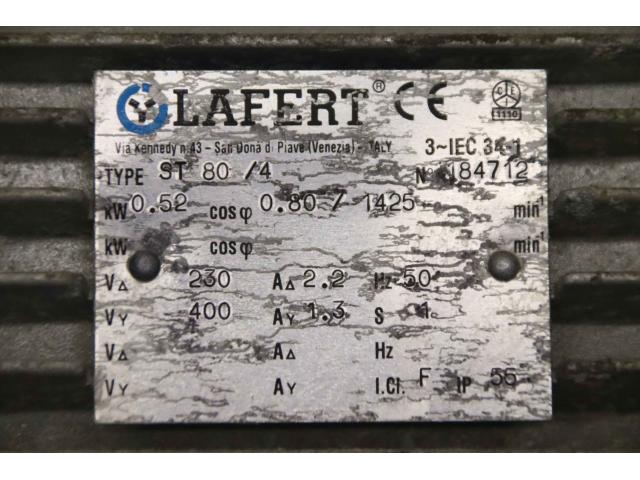 LAFERT® CE
CEI
1110
Via Kennedy n.43 - San Donà di Piave (Venezia) - ITALY 3~IEC 34-1
TYPE ST 80 /4 N° 184712
kW 0.52 cosφ 0.80 / 1425 min⁻¹
kW cosφ min⁻¹
VΔ 230 AΔ 2.2 Hz 50
VY 400 AY 1.3 S 1
VΔ AΔ Hz
VY AY I.Cl. F IP 55